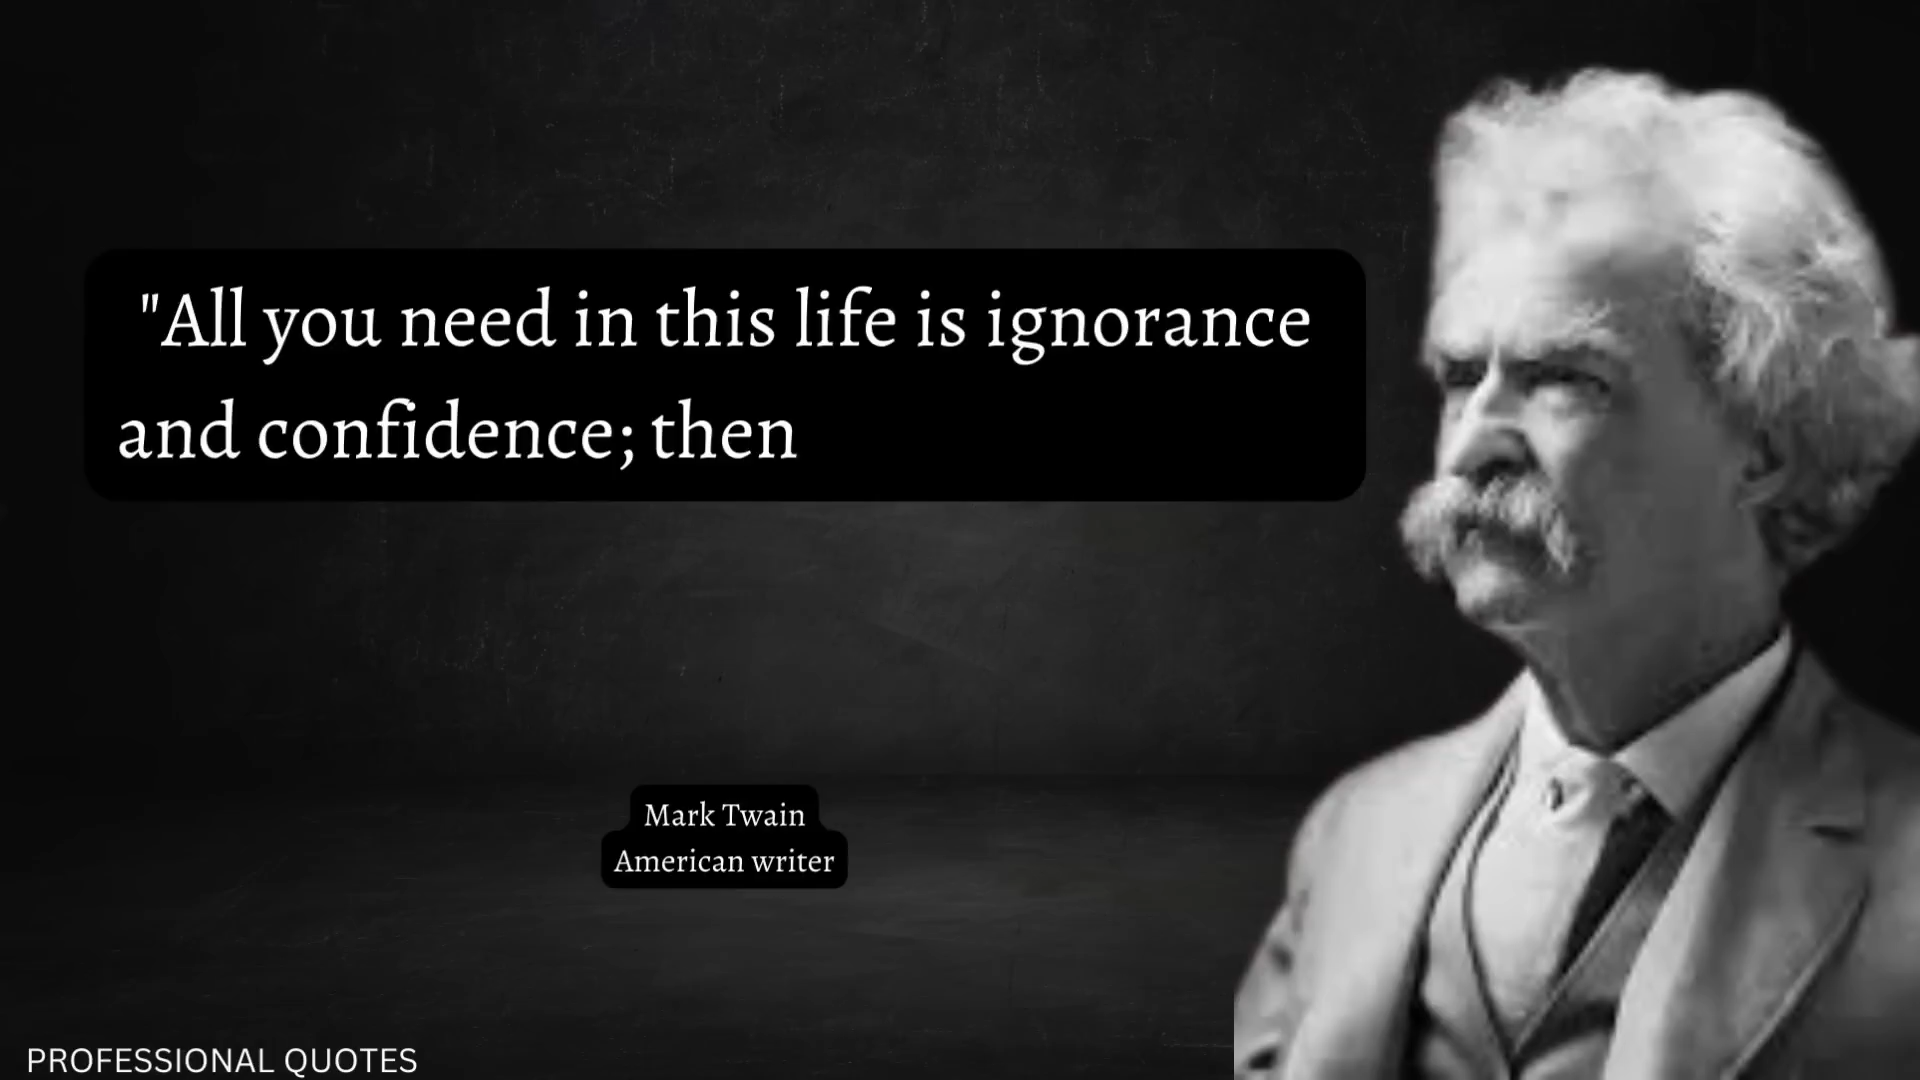 "All you need in this life is ignorance
and confidence; then
Mark Twain
American writer
PROFESSIONAL QUOTES